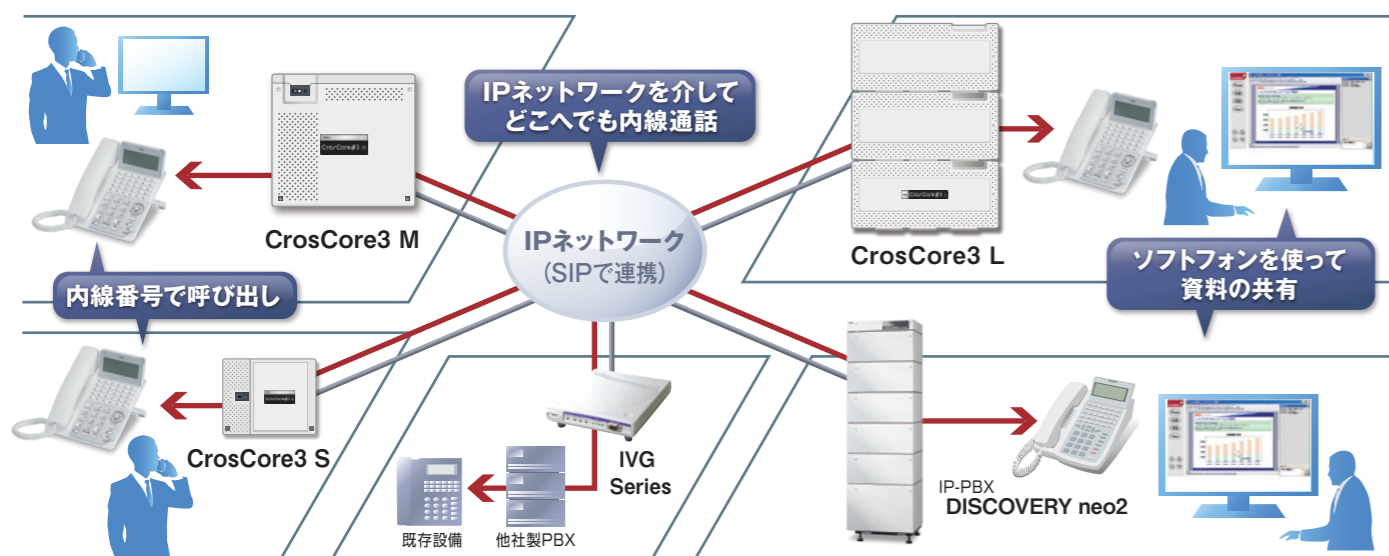 IPネットワークを介して
どこへでも内線通話
CrosCore3 M
CrosCore3 L
IPネットワーク
(SIPで連携)
内線番号で呼び出し
ソフトフォンを使って
資料の共有
CrosCore3 S
IVG
Series
既存設備
他社製PBX
IP-PBX
DISCOVERY neo2